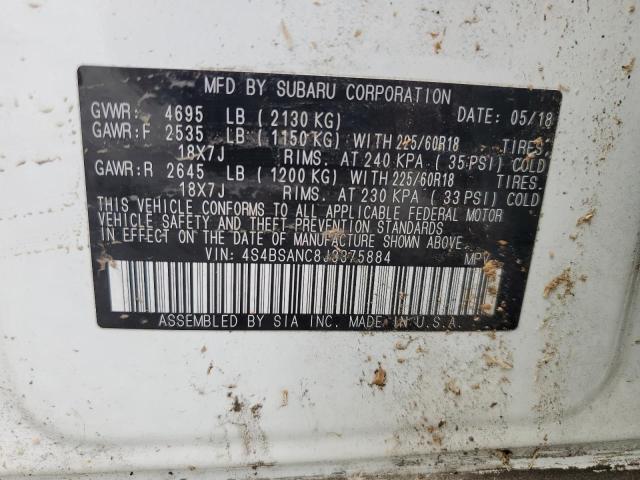 MFD BY SUBARU CORPORATION
GVWR: 4695 LB ( 2130 KG) DATE: 05/18
GAWR:F 2535 LB ( 1150 KG) WITH 225/60R18 TIRES.
18X7J RIMS. AT 240 KPA ( 35 PSI) COLD
GAWR:R 2645 LB ( 1200 KG) WITH 225/60R18 TIRES.
18X7J RIMS. AT 230 KPA ( 33 PSI) COLD
THIS VEHICLE CONFORMS TO ALL APPLICABLE FEDERAL MOTOR
VEHICLE SAFETY AND THEFT-PREVENTION STANDARDS
IN EFFECT ON THE DATE OF MANUFACTURE SHOWN ABOVE.
VIN: 4S4BSANC8J3375884 MPV
ASSEMBLED BY SIA INC. MADE IN U.S.A.